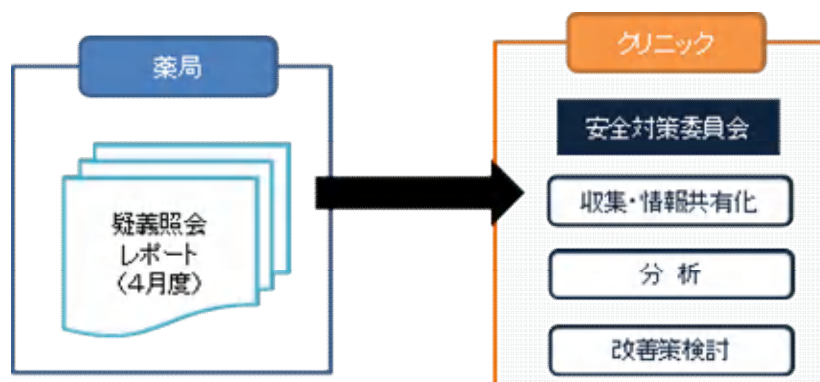 薬局
疑義照会
レポート
（4月度）
クリニック
安全対策委員会
収集・情報共有化
分 析
改善策検討